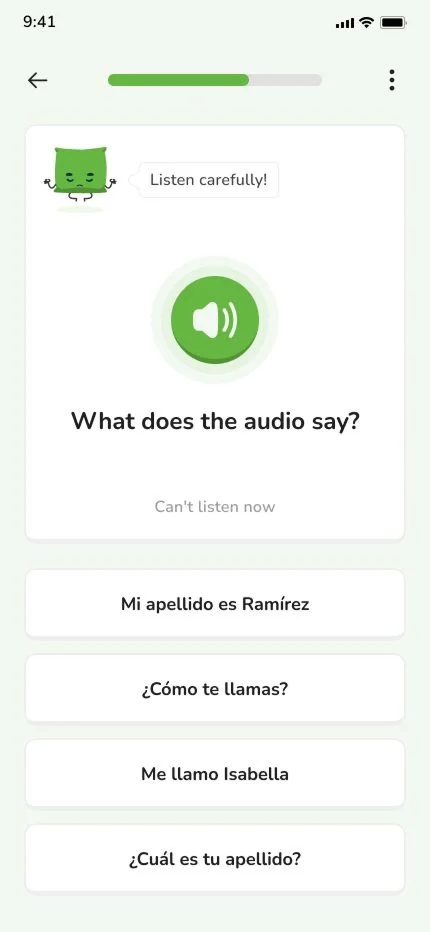 9:41
Listen carefully!
What does the audio say?
Can't listen now
Mi apellido es Ramírez
¿Cómo te llamas?
Me llamo Isabella
¿Cuál es tu apellido?